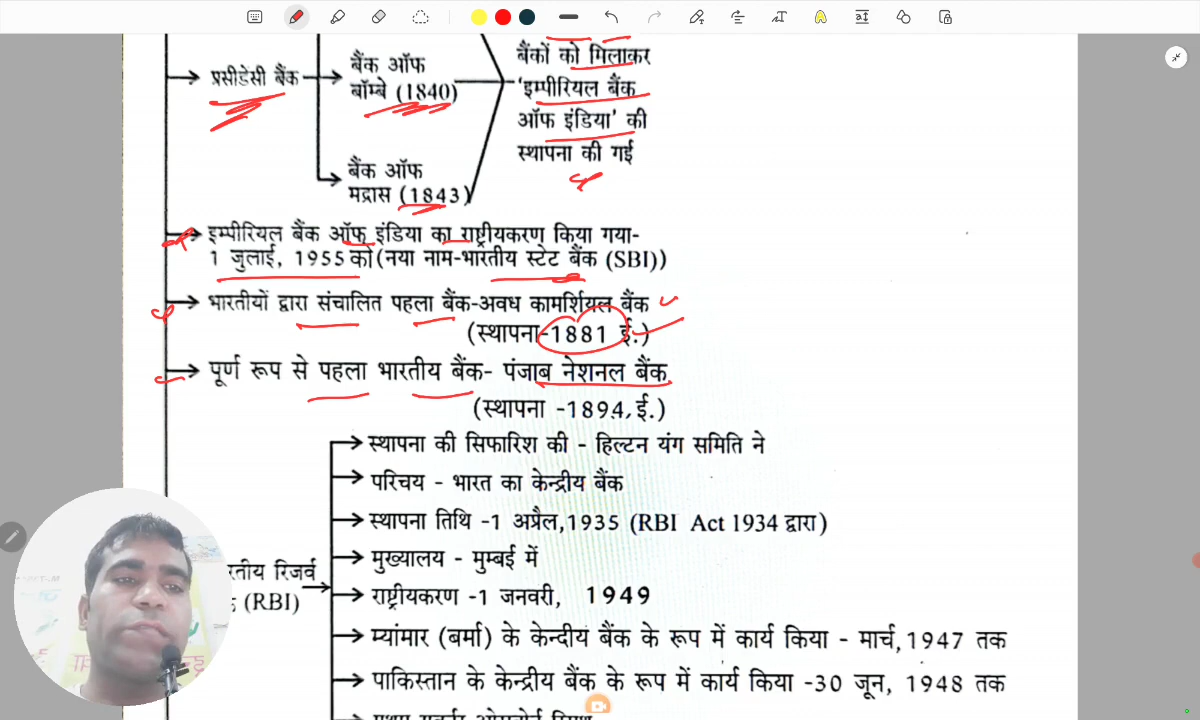 बैंकों को मिलाकर
प्रसीडेंसी बैंक
बैंक ऑफ
बॉम्बे (1840)
'इम्पीरियल बैंक
ऑफ इंडिया' की
स्थापना की गई
बैंक ऑफ
मद्रास (1843)
इम्पीरियल बैंक ऑफ इंडिया का राष्ट्रीयकरण किया गया-
1 जुलाई, 1955 को (नया नाम-भारतीय स्टेट बैंक (SBI))
भारतीयों द्वारा संचालित पहला बैंक-अवध कामर्शियल बैंक
(स्थापना-1881 ई.)
पूर्ण रूप से पहला भारतीय बैंक- पंजाब नेशनल बैंक
(स्थापना -1894, ई.)
स्थापना की सिफारिश की - हिल्टन यंग समिति ने
परिचय - भारत का केन्द्रीय बैंक
स्थापना तिथि -1 अप्रैल,1935 (RBI Act 1934 द्वारा)
रतीय रिजर्व
मुख्यालय - मुम्बई में
(RBI)
राष्ट्रीयकरण -1 जनवरी, 1949
म्यांमार (बर्मा) के केन्दीय बैंक के रूप में कार्य किया - मार्च,1947 तक
पाकिस्तान के केन्द्रीय बैंक के रूप में कार्य किया -30 जून, 1948 तक